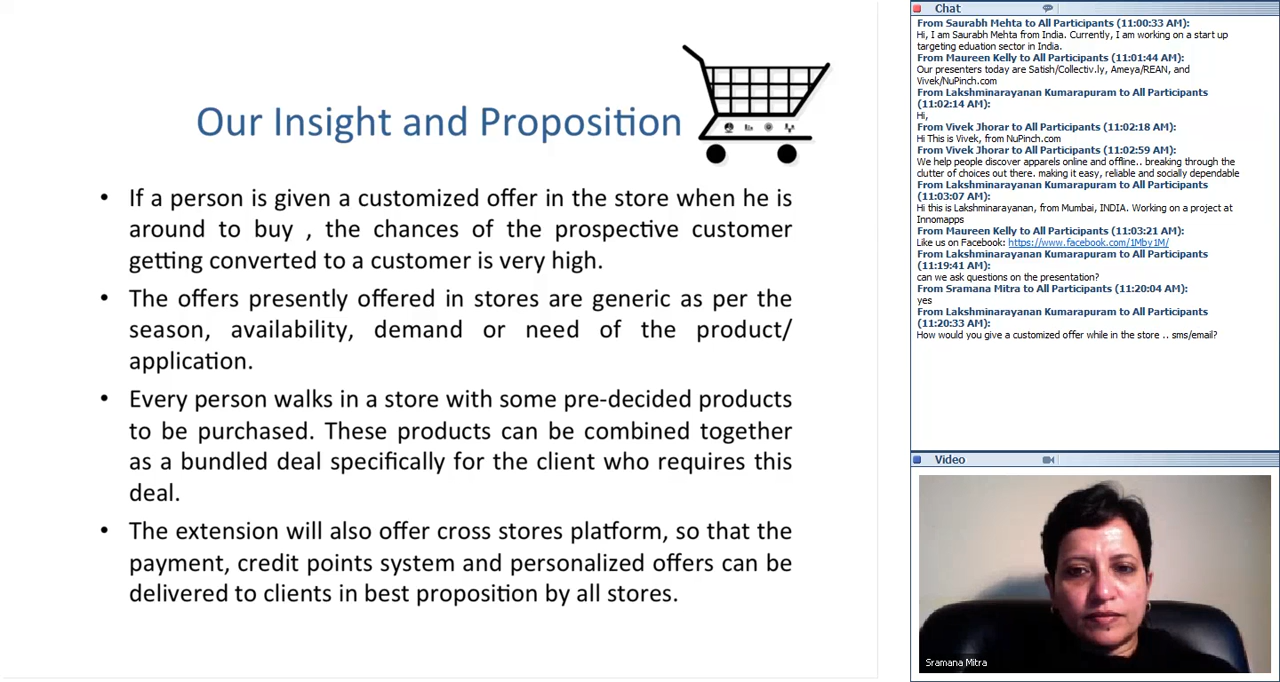 Our Insight and Proposition
• If a person is given a customized offer in the store when he is
around to buy , the chances of the prospective customer
getting converted to a customer is very high.
• The offers presently offered in stores are generic as per the
season, availability, demand or need of the product/
application.
• Every person walks in a store with some pre-decided products
to be purchased. These products can be combined together
as a bundled deal specifically for the client who requires this
deal.
• The extension will also offer cross stores platform, so that the
payment, credit points system and personalized offers can be
delivered to clients in best proposition by all stores.
Chat
From Saurabh Mehta to All Participants (11:00:33 AM):
Hi, I am Saurabh Mehta from India. Currently, I am working on a start up
targeting eduation sector in India.
From Maureen Kelly to All Participants (11:01:44 AM):
Our presenters today are Satish/Collectiv.ly, Ameya/REAN, and
Vivek/NuPinch.com
From Lakshminarayanan Kumarapuram to All Participants
(11:02:14 AM):
Hi,
From Vivek Jhorar to All Participants (11:02:18 AM):
Hi This is Vivek, from NuPinch.com
From Vivek Jhorar to All Participants (11:02:59 AM):
We help people discover apparels online and offline.. breaking through the
clutter of choices out there. making it easy, reliable and socially dependable
From Lakshminarayanan Kumarapuram to All Participants
(11:03:07 AM):
Hi this is Lakshminarayanan, from Mumbai, INDIA. Working on a project at
Innomapps
From Maureen Kelly to All Participants (11:03:21 AM):
Like us on Facebook: https://www.facebook.com/1Mby1M/
From Lakshminarayanan Kumarapuram to All Participants
(11:19:41 AM):
can we ask questions on the presentation?
From Sramana Mitra to All Participants (11:20:04 AM):
yes
From Lakshminarayanan Kumarapuram to All Participants
(11:20:33 AM):
How would you give a customized offer while in the store .. sms/email?
Video
Sramana Mitra